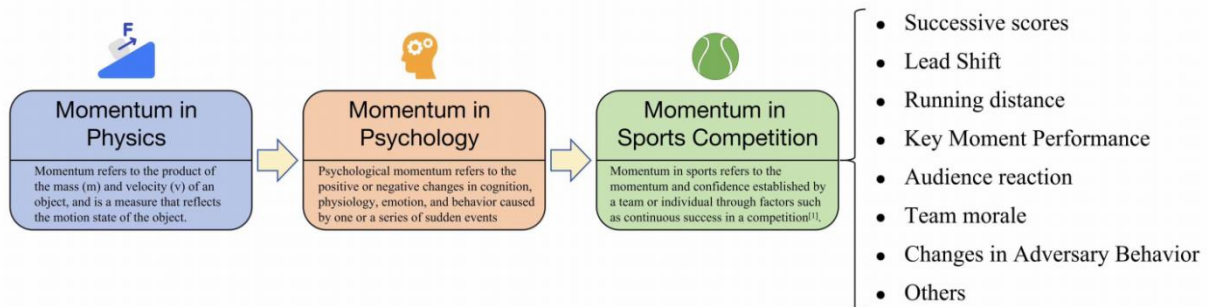 F
Momentum in
Physics
Momentum refers to the product
of the mass (m) and velocity (v) of an
object, and is a measure that reflects
the motion state of the object.
Momentum in
Psychology
Psychological momentum refers to the
positive or negative changes in cognition,
physiology, emotion, and behavior caused
by one or a series of sudden events
Momentum in
Sports Competition
Momentum in sports refers to the
momentum and confidence established by
a team or individual through factors such
as continuous success in a competition[1].
• Successive scores
• Lead Shift
• Running distance
• Key Moment Performance
• Audience reaction
• Team morale
• Changes in Adversary Behavior
• Others